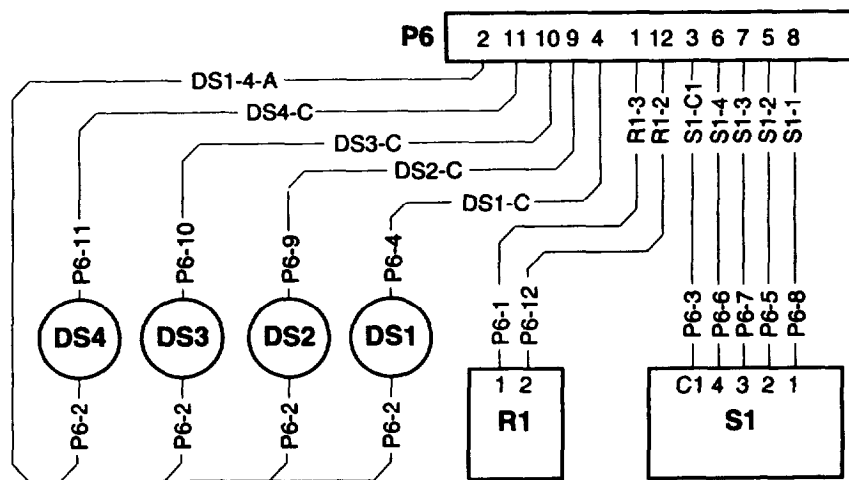 P6 2 11 10 9 4 1 12 3 6 7 5 8
DS1-4-A
DS4-C
DS3-C
DS2-C
DS1-C
R1-3
R1-2
S1-C1
S1-4
S1-3
S1-2
S1-1
P6-11
P6-10
P6-9
P6-4
P6-1
P6-12
P6-3
P6-6
P6-7
P6-5
P6-8
DS4 DS3 DS2 DS1
1 2
R1
C1 4 3 2 1
S1
P6-2
P6-2
P6-2
P6-2